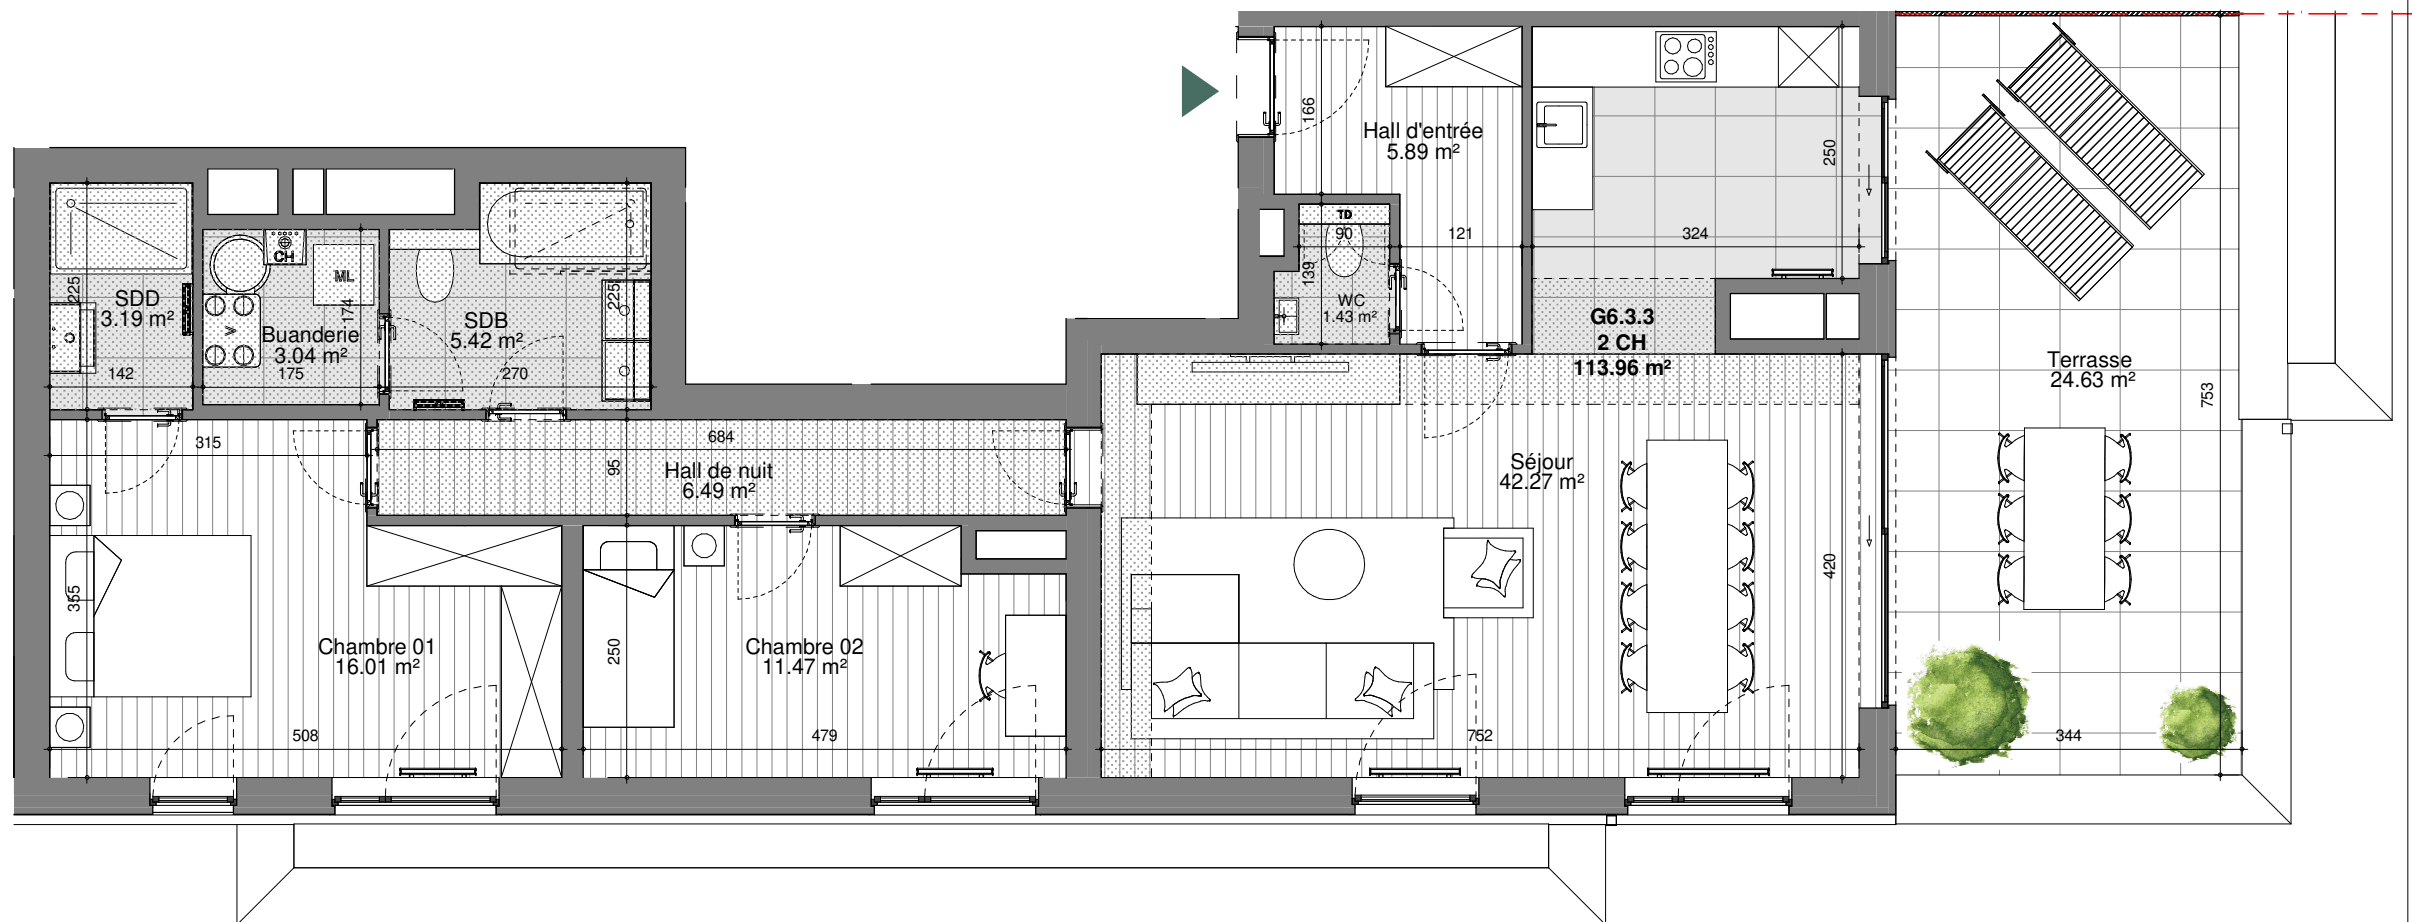 166
Hall d'entrée
5.89 m²
250
TD
90
121
324
139
WC
1.43 m²
G6.3.3
2 CH
113.96 m²
Terrasse
24.63 m²
753
344
225
SDD
3.19 m²
142
CH
ML
V
174
Buanderie
3.04 m²
175
SDB
5.42 m²
225
270
315
684
95
Hall de nuit
6.49 m²
Séjour
42.27 m²
420
752
355
Chambre 01
16.01 m²
508
250
Chambre 02
11.47 m²
479